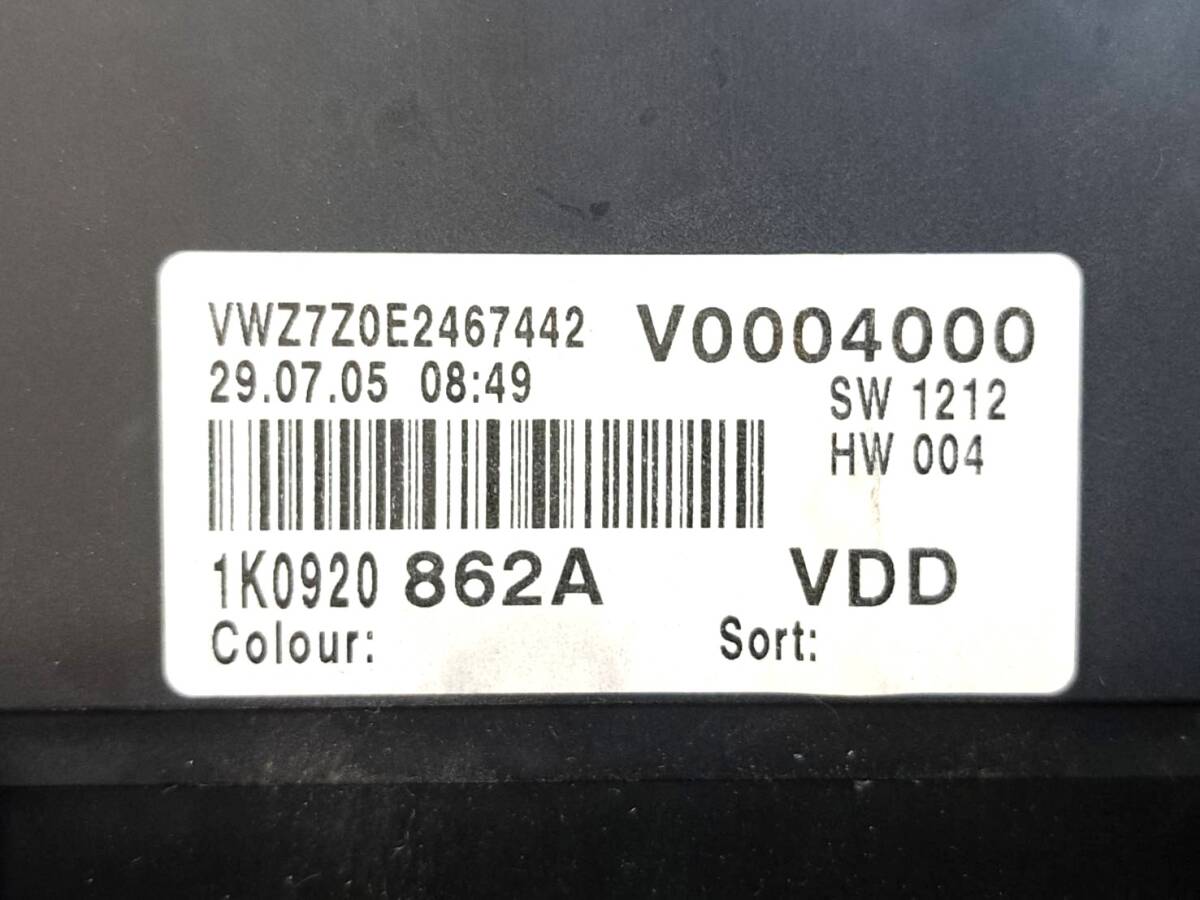 VWZ7Z0E2467442 V0004000
29.07.05 08:49 SW 1212
HW 004
1K0920 862A VDD
Colour: Sort: